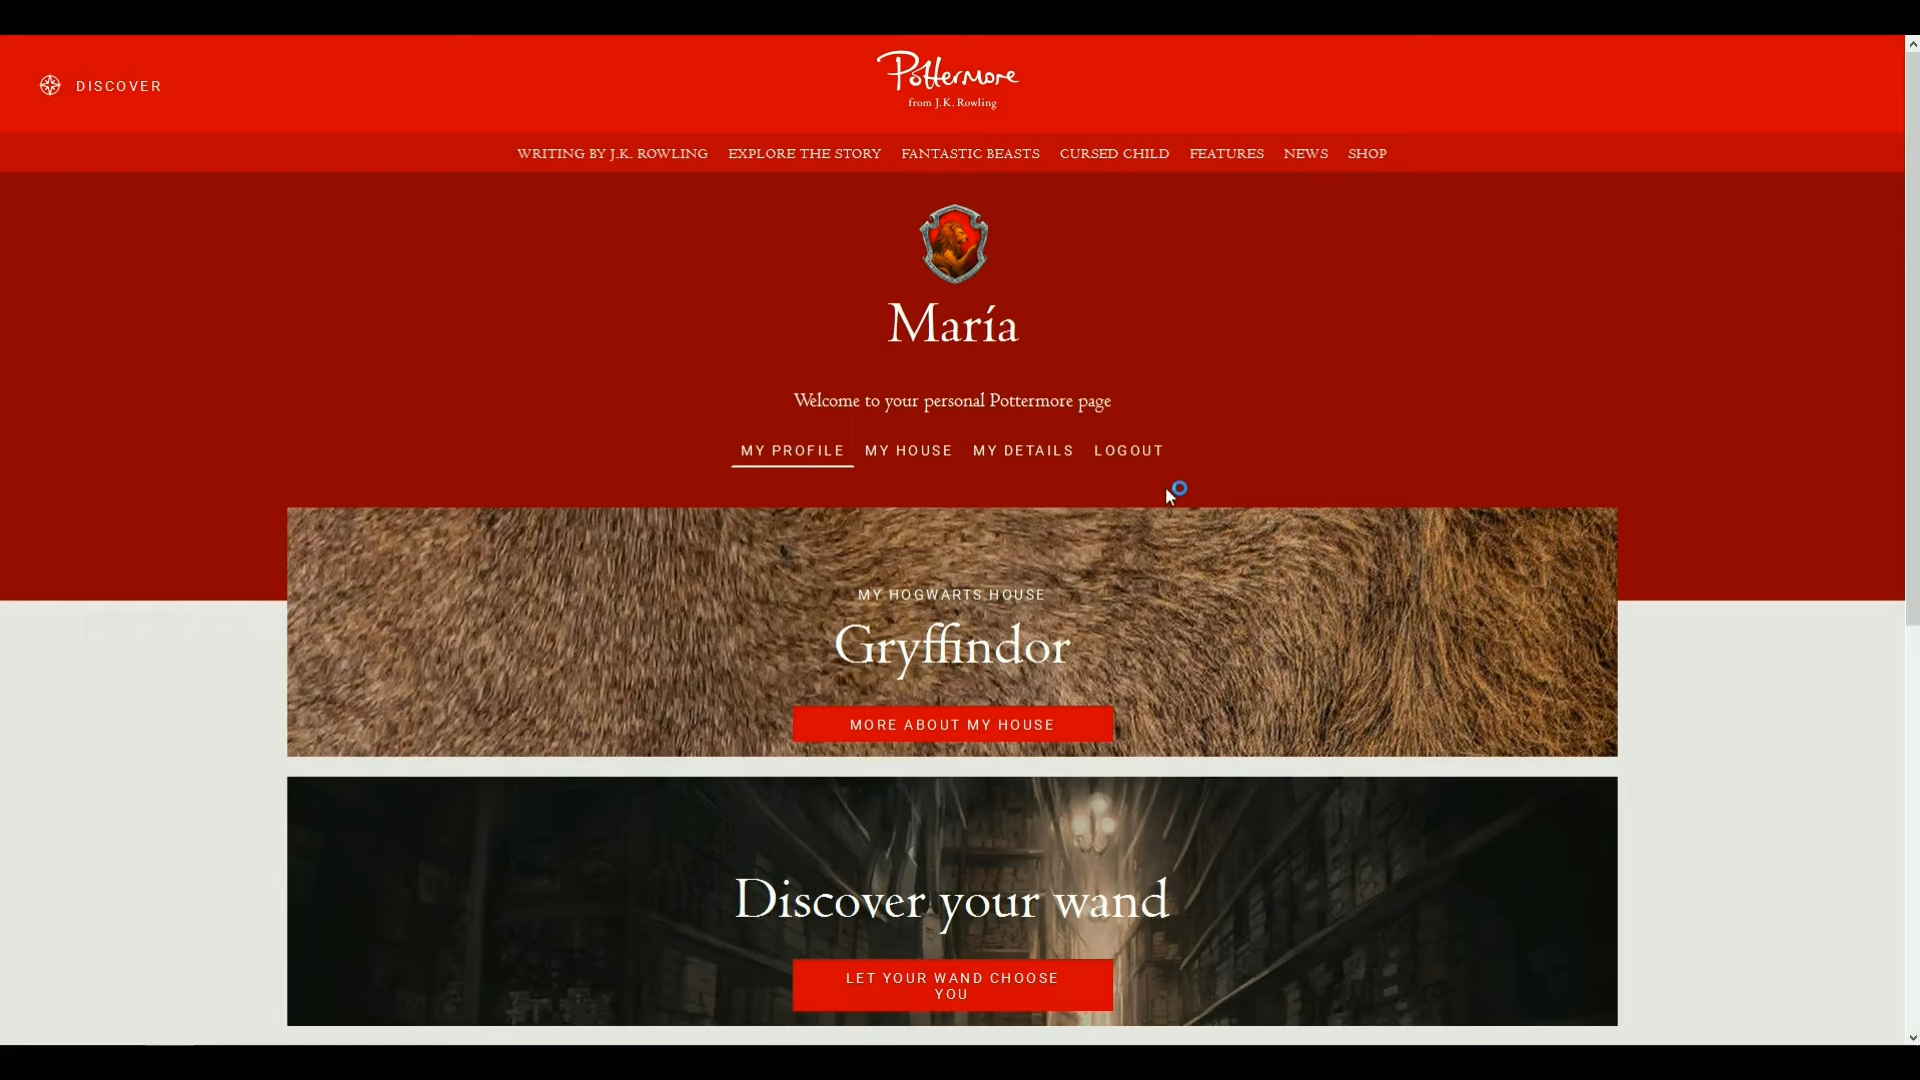 DISCOVER
Pottermore
from J.K. Rowling
WRITING BY J.K. ROWLING EXPLORE THE STORY FANTASTIC BEASTS CURSED CHILD FEATURES NEWS SHOP
María
Welcome to your personal Pottermore page
MY PROFILE MY HOUSE MY DETAILS LOGOUT
MY HOGWARTS HOUSE
Gryffindor
MORE ABOUT MY HOUSE
Discover your wand
LET YOUR WAND CHOOSE
YOU